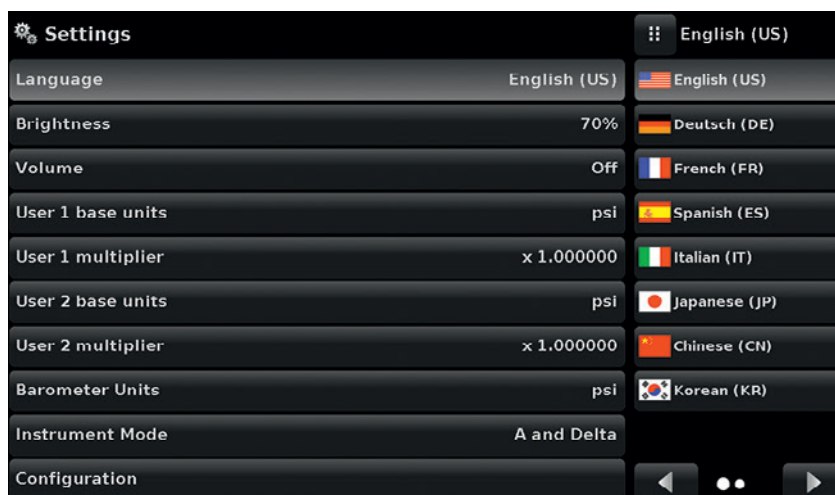 Settings
English (US)
Language English (US)
English (US)
Brightness 70%
Deutsch (DE)
Volume Off
French (FR)
User 1 base units psi
Spanish (ES)
User 1 multiplier x 1.000000
Italian (IT)
User 2 base units psi
Japanese (JP)
User 2 multiplier x 1.000000
Chinese (CN)
Barometer Units psi
Korean (KR)
Instrument Mode A and Delta
Configuration